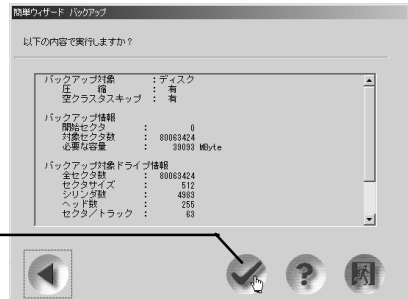 簡単ウィザード バックアップ
以下の内容で実行しますか？
バックアップ対象 ：ディスク
圧 縮 ： 有
空クラスタスキップ ： 有
バックアップ情報
開始セクタ ： 0
対象セクタ数 ： 80063424
必要な容量 ： 39093 MByte
バックアップ対象ドライブ情報
全セクタ数 ： 80063424
セクタサイズ ： 512
シリンダ数 ： 4983
ヘッド数 ： 255
セクタ／トラック ： 63